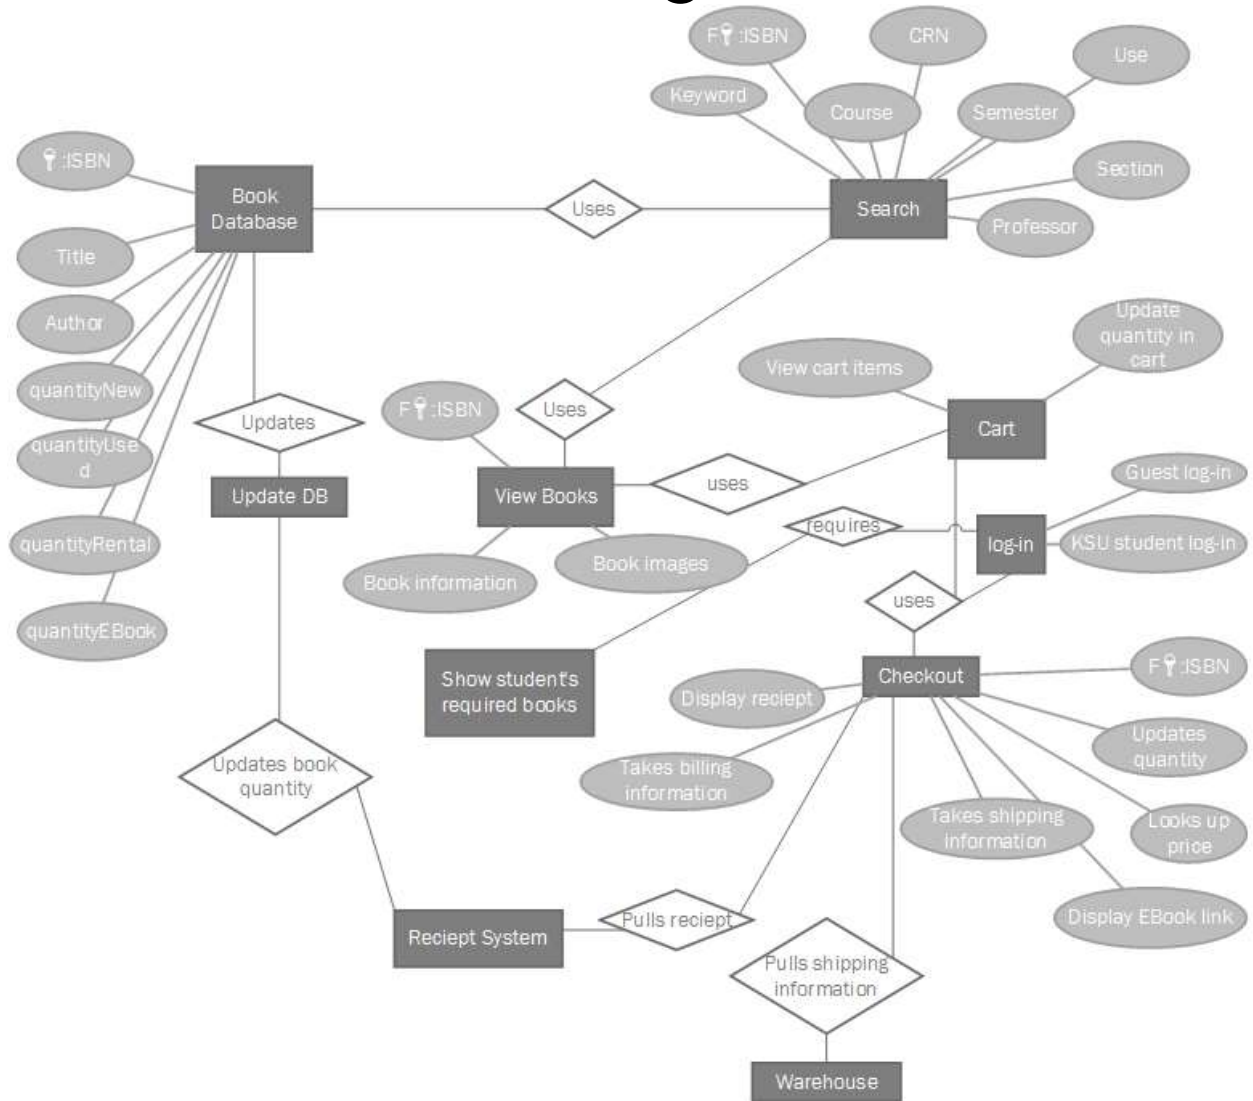 F :ISBN
CRN
Use
Keyword
Course
Semester
:ISBN
Section
Book
Database
Uses
Search
Professor
Title
Author
Update
quantity in
cart
View cart items
quantityNew
F :ISBN
Uses
Updates
Cart
quantityUse
d
Guest log-in
Update DB
View Books
uses
requires
quantityRental
log-in
KSU student log-in
Book information
Book images
uses
quantityEBook
F :ISBN
Show student's
required books
Checkout
Display reciept
Updates
quantity
Updates book
quantity
Takes billing
information
Takes shipping
information
Looks up
price
Display EBook link
Reciept System
Pulls reciept
Pulls shipping
information
Warehouse